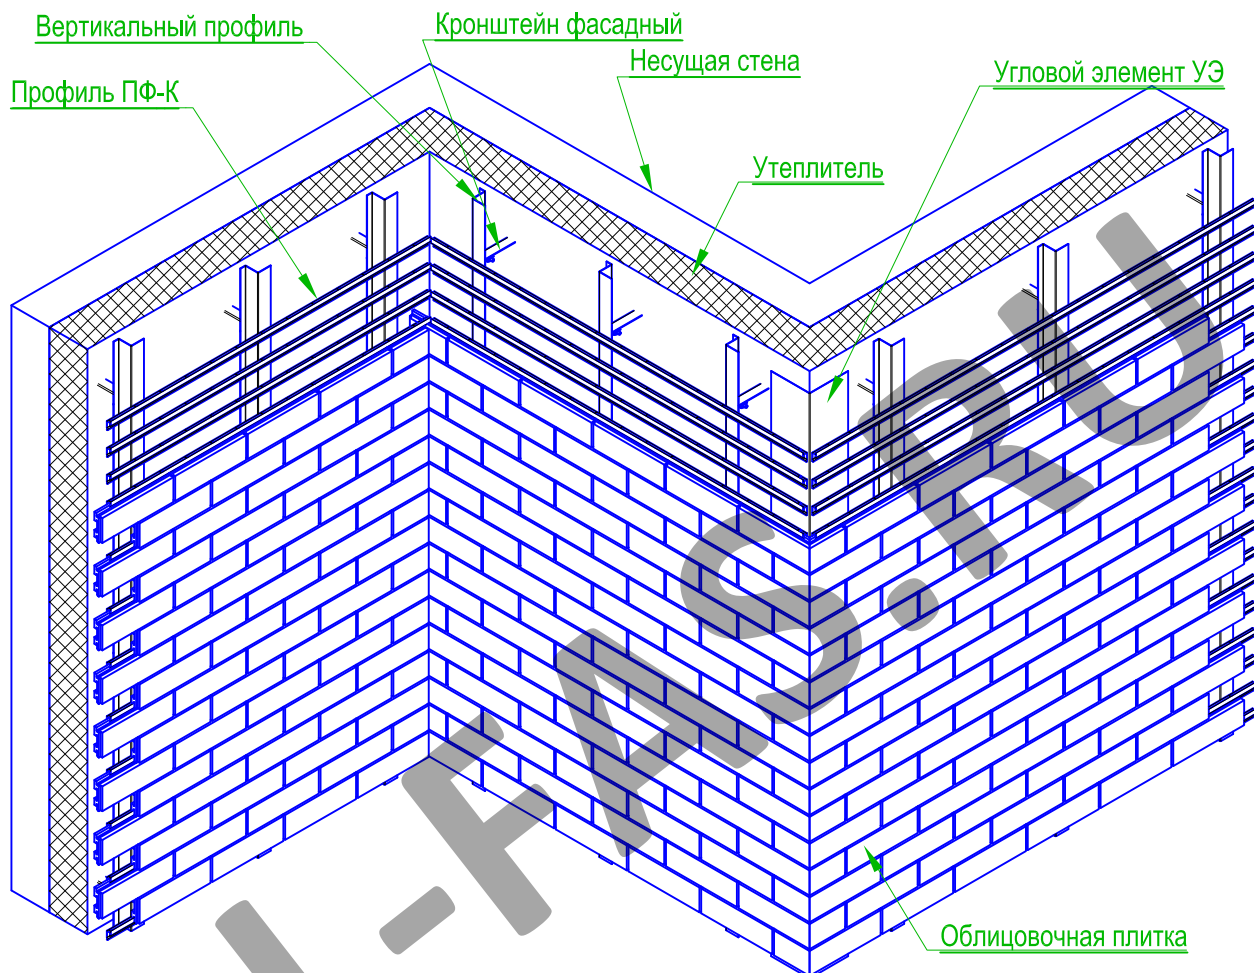 Вертикальный профиль
Кронштейн фасадный
Несущая стена
Угловой элемент УЭ
Профиль ПФ-К
Утеплитель
-FAS.RU
Облицовочная плитка